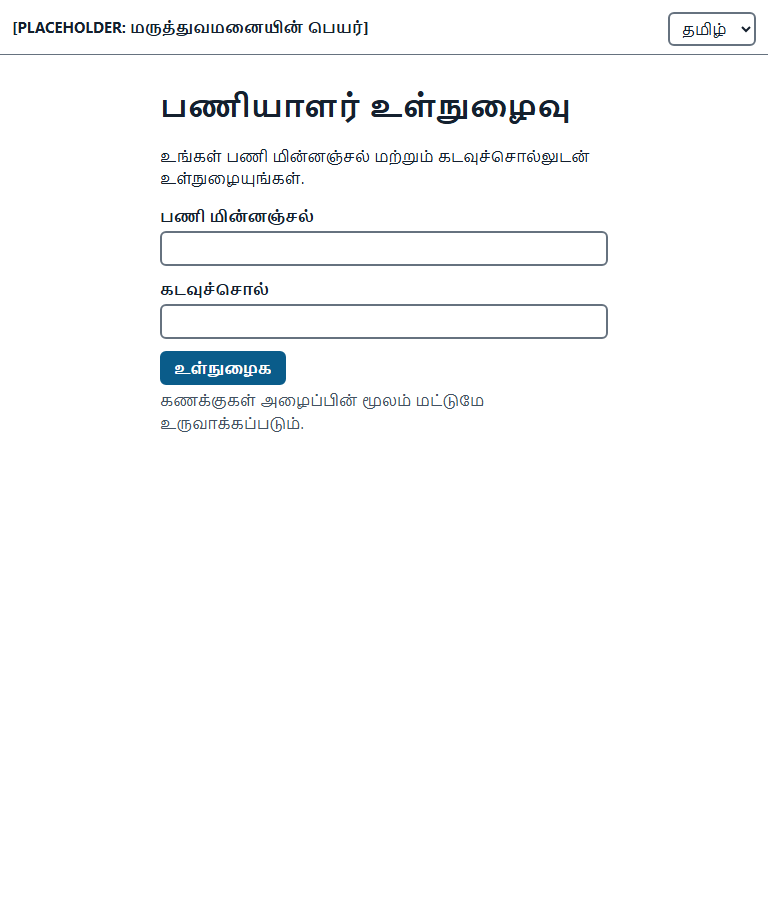 [PLACEHOLDER: மருத்துவமனையின் பெயர்]
தமிழ்
பணியாளர் உள்நுழைவு
உங்கள் பணி மின்னஞ்சல் மற்றும் கடவுச்சொல்லுடன்
உள்நுழையுங்கள்.
பணி மின்னஞ்சல்
கடவுச்சொல்
உள்நுழைக
கணக்குகள் அழைப்பின் மூலம் மட்டுமே
உருவாக்கப்படும்.